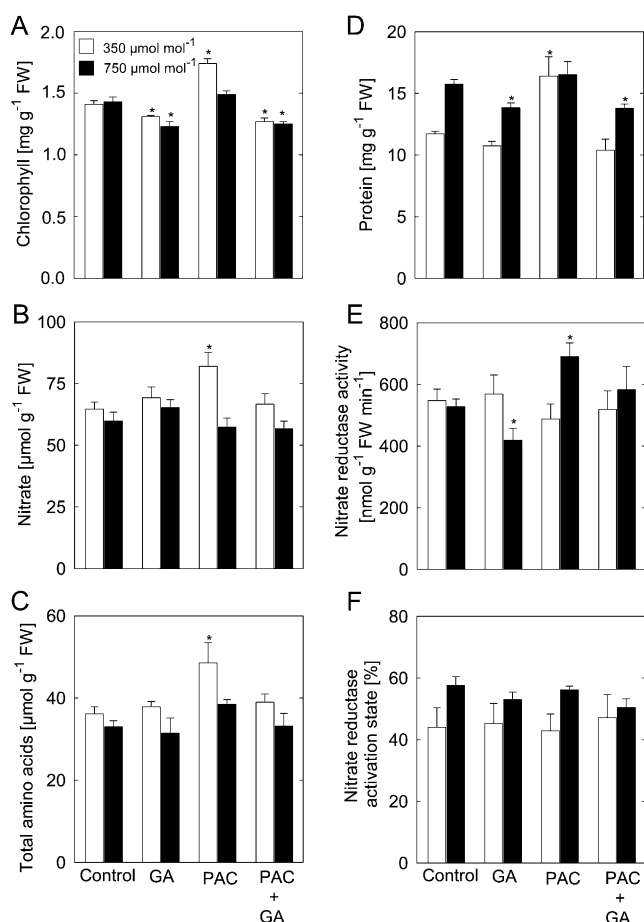 A
350 µmol mol⁻¹
750 µmol mol⁻¹
Chlorophyll [mg g⁻¹ FW]
2.0
1.5
1.0
0.5
0.0
* * * * *
D
Protein [mg g⁻¹ FW]
20
15
10
5
0
* * *
B
Nitrate [µmol g⁻¹ FW]
100
75
50
25
0
*
E
Nitrate reductase activity
[nmol g⁻¹ FW min⁻¹]
800
600
400
200
0
* *
C
Total amino acids [µmol g⁻¹ FW]
60
40
20
0
*
Control GA PAC PAC
+
GA
F
Nitrate reductase
activation state [%]
80
60
40
20
0
Control GA PAC PAC
+
GA